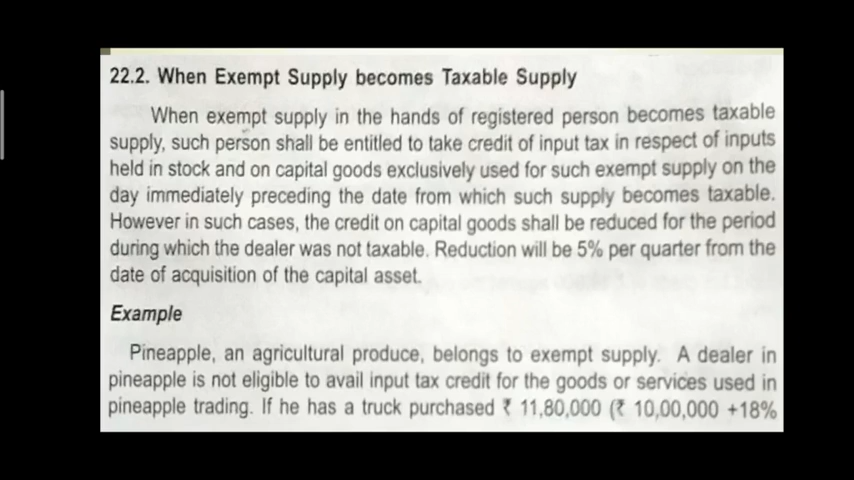 22.2. When Exempt Supply becomes Taxable Supply
When exempt supply in the hands of registered person becomes taxable
supply, such person shall be entitled to take credit of input tax in respect of inputs
held in stock and on capital goods exclusively used for such exempt supply on the
day immediately preceding the date from which such supply becomes taxable.
However in such cases, the credit on capital goods shall be reduced for the period
during which the dealer was not taxable. Reduction will be 5% per quarter from the
date of acquisition of the capital asset.
Example
Pineapple, an agricultural produce, belongs to exempt supply. A dealer in
pineapple is not eligible to avail input tax credit for the goods or services used in
pineapple trading. If he has a truck purchased ₹ 11,80,000 (₹ 10,00,000 +18%